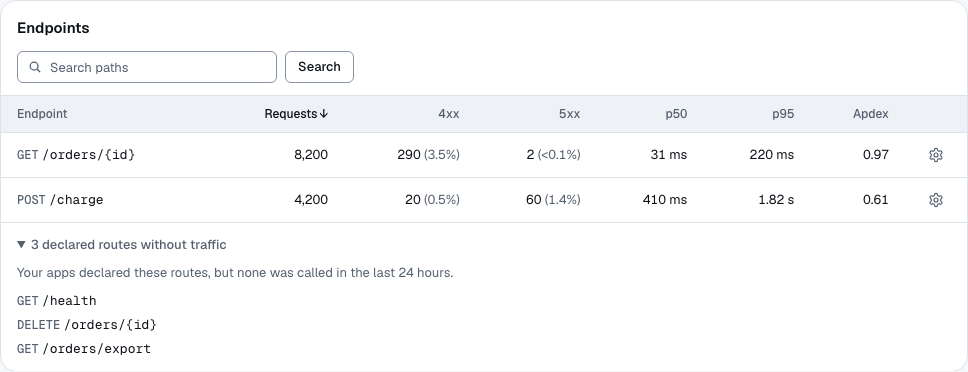 Endpoints
Search paths
Search
Endpoint Requests↓ 4xx 5xx p50 p95 Apdex
GET /orders/{id} 8,200 290 (3.5%) 2 (<0.1%) 31 ms 220 ms 0.97
POST /charge 4,200 20 (0.5%) 60 (1.4%) 410 ms 1.82 s 0.61
▼ 3 declared routes without traffic
Your apps declared these routes, but none was called in the last 24 hours.
GET /health
DELETE /orders/{id}
GET /orders/export